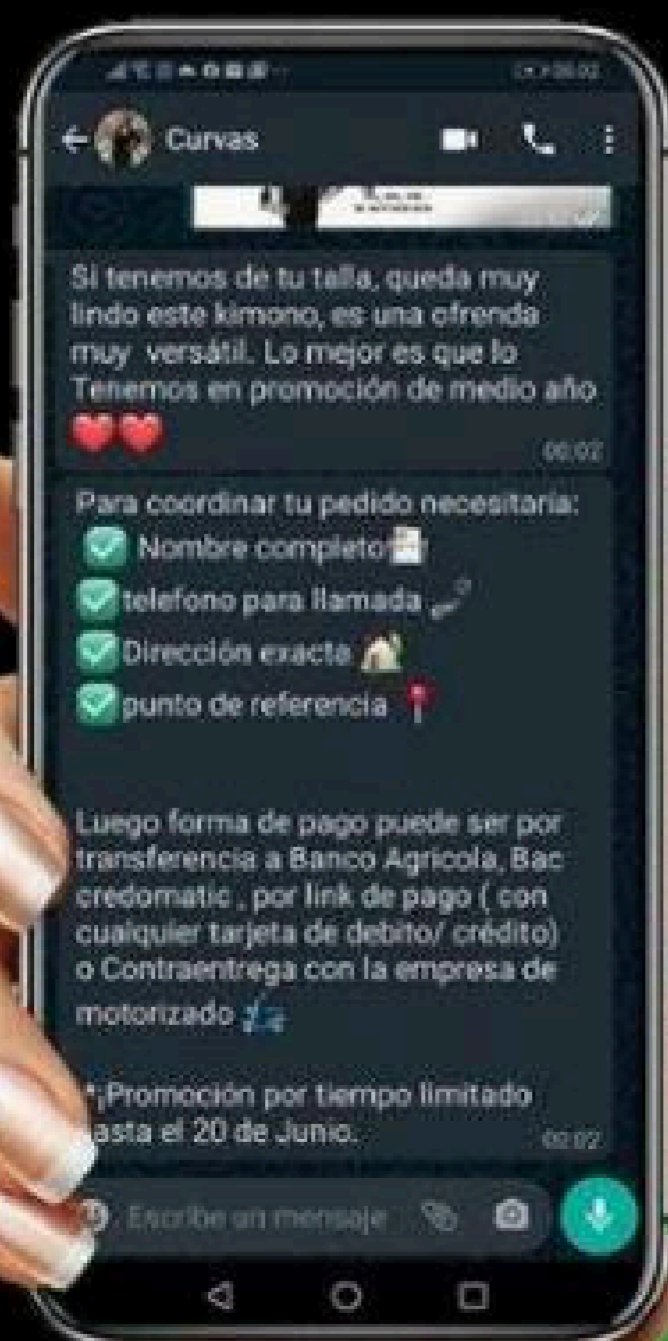 Curvas
Si tenemos de tu talla, queda muy
lindo este kimono, es una ofrenda
muy versátil. Lo mejor es que lo
Tenemos en promoción de medio año
00:02
Para coordinar tu pedido necesitaria:
Nombre completo
telefono para llamada
Dirección exacta
punto de referencia
Luego forma de pago puede ser por
transferencia a Banco Agricola, Bac
credomatic , por link de pago ( con
cualquier tarjeta de debito/ crédito)
o Contraentrega con la empresa de
motorizado
*¡Promoción por tiempo limitado
asta el 20 de Junio.
00:02
Escribe un mensaje